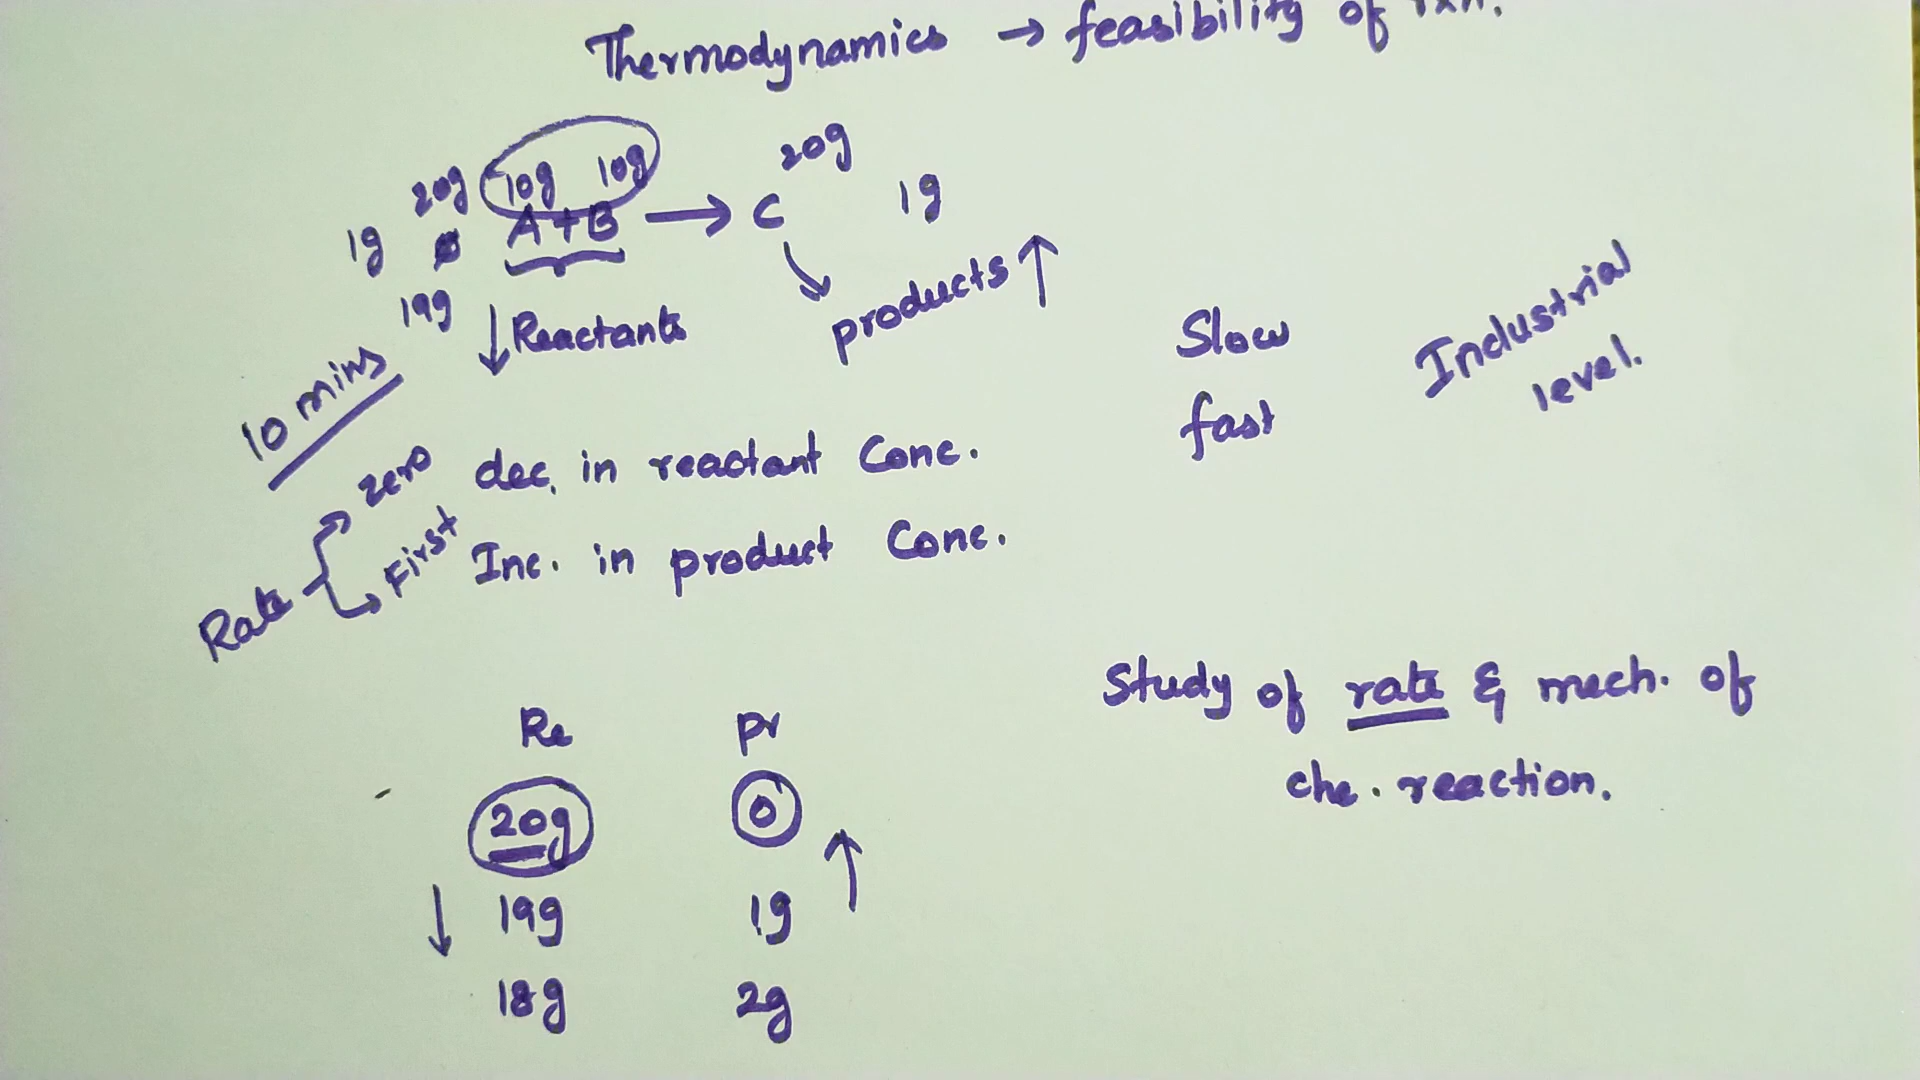 Thermodynamics → feasibility of rxn.
20g 10g 10g 20g
1g A+B → C 1g
19g ↓ Reactants products ↑
10 mins
Slow
fast
Industrial
level.
Rate zero
First
dec. in reactant Conc.
Inc. in product Conc.
Study of rate & mech. of
che. reaction.
Re Pr
20g 0
↓ 19g 1g ↑
18g 2g